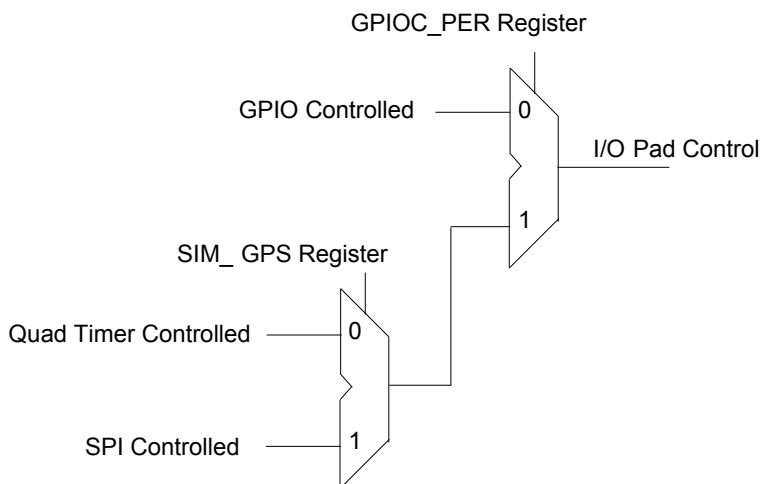 GPIOC_PER Register
GPIO Controlled
0
I/O Pad Control
1
SIM_ GPS Register
Quad Timer Controlled
0
SPI Controlled
1